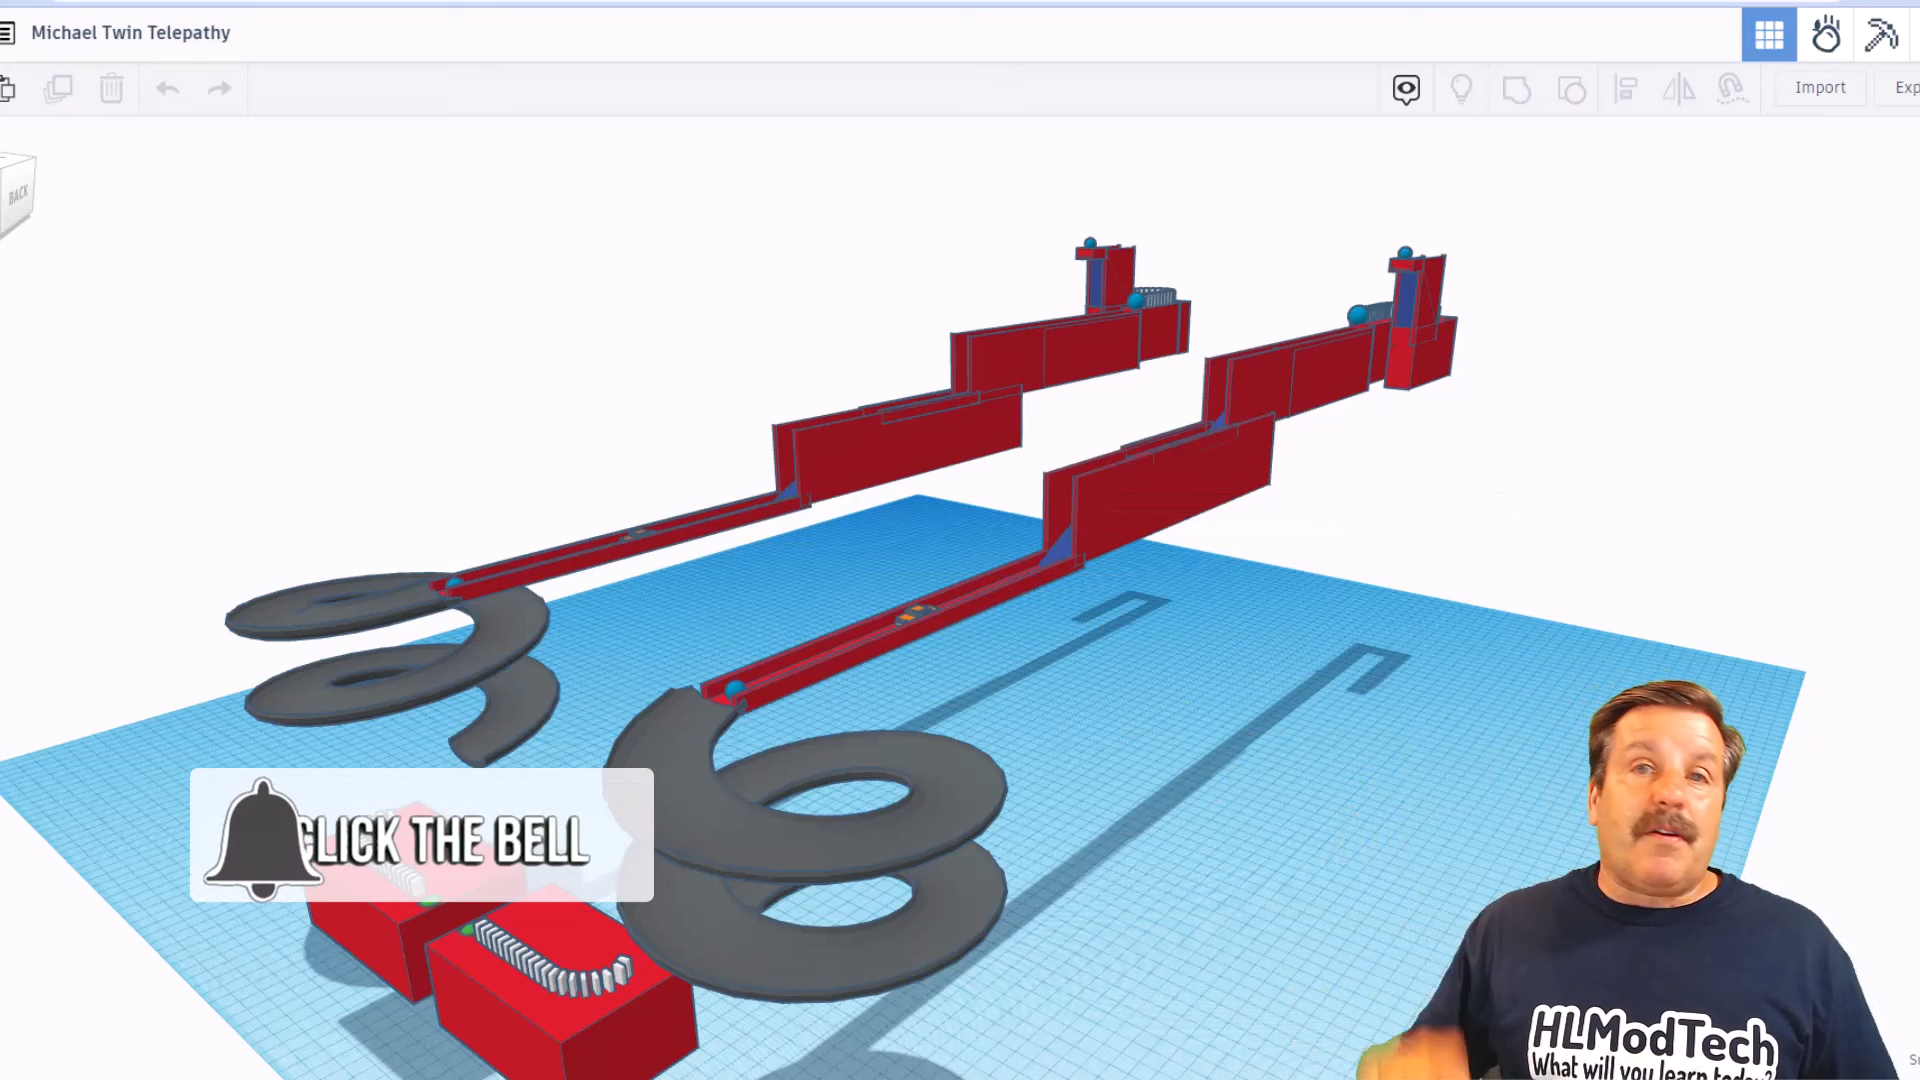 Michael Twin Telepathy
Import
Exp
BACK
CLICK THE BELL
HLModTech
What will you learn today?